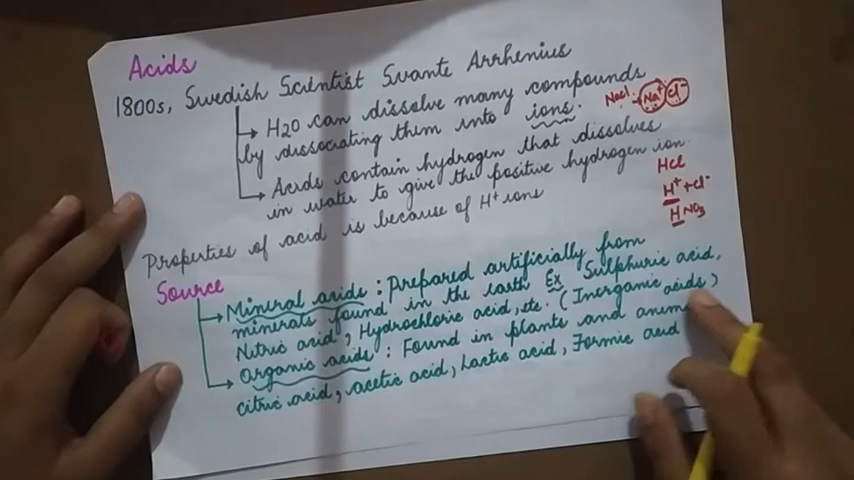 Acids
1800s, Swedish Scientist Svante Arrhenius
H2O can dissolve many compounds
by dissociating them into ions.
NaCl → Na+ Cl-
Acids contain hydrogen that dissolves
in water to give the positive hydrogen ion
HCl
H+ + Cl-
HNO3
Properties of acid is because of H+ ions
Source
Mineral acids : Prepared artificially from
minerals found in the earth Ex Sulphuric acid,
Nitric acid, Hydrochloric acid, etc. (Inorganic acids)
Organic acids : Found in plants and
citric acid, acetic acid, Lactic acid, Formic acid